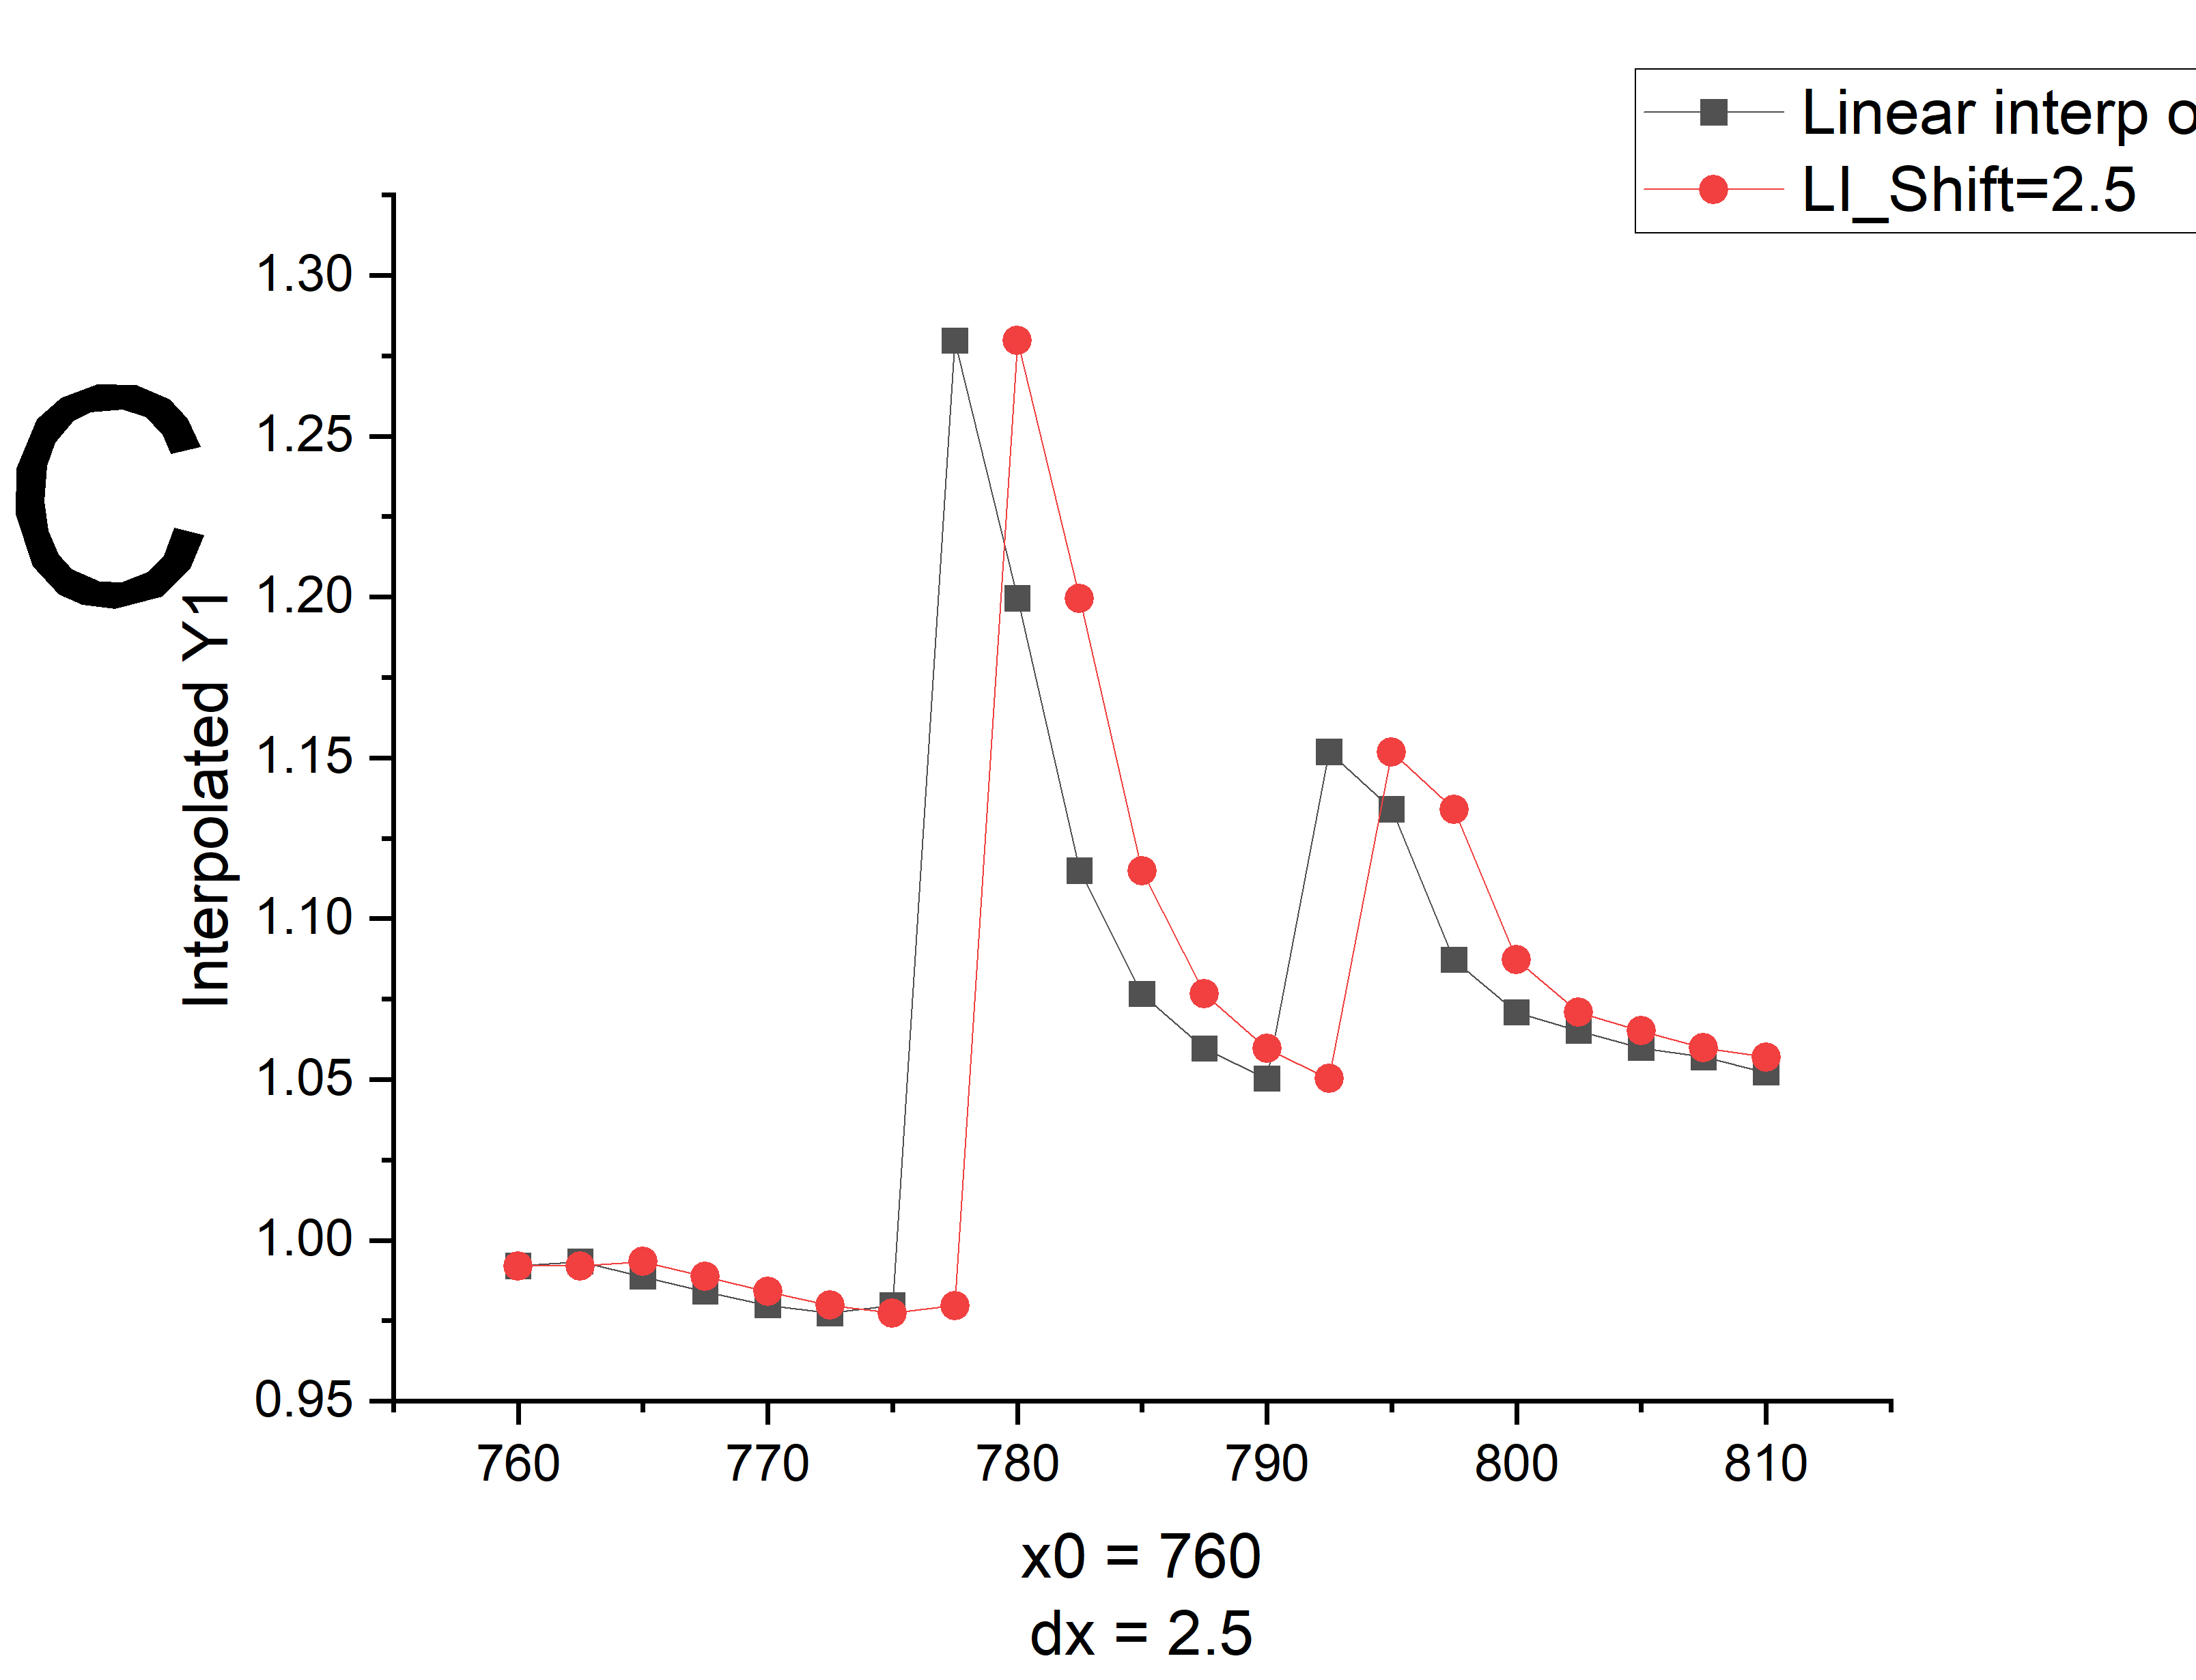 C
Linear interp o
LI_Shift=2.5
Interpolated Y1
1.30
1.25
1.20
1.15
1.10
1.05
1.00
0.95
760 770 780 790 800 810
x0 = 760
dx = 2.5